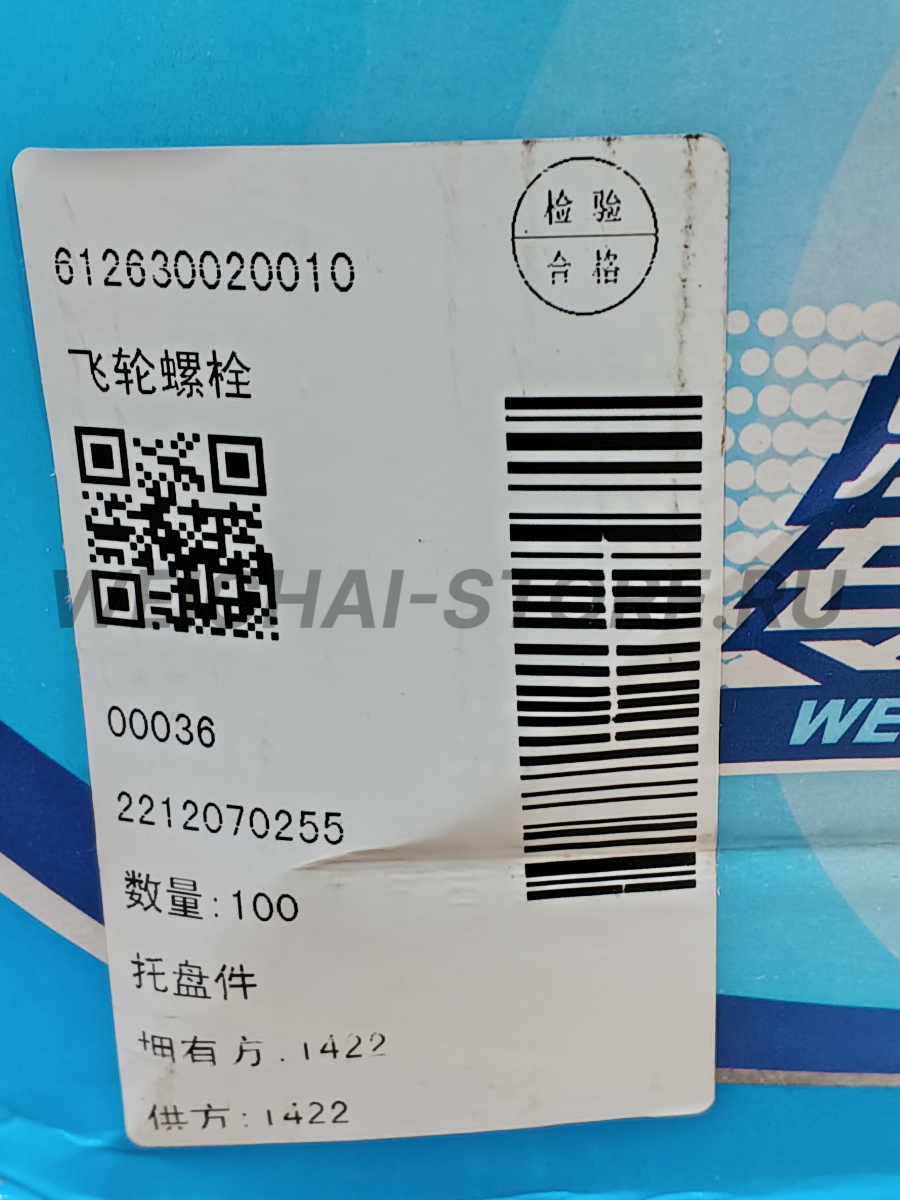 检验
合格
612630020010
飞轮螺栓
00036
2212070255
数量:100
托盘件
拥有方:1422
供方:1422
WEICHAI-STORE.RU
WE